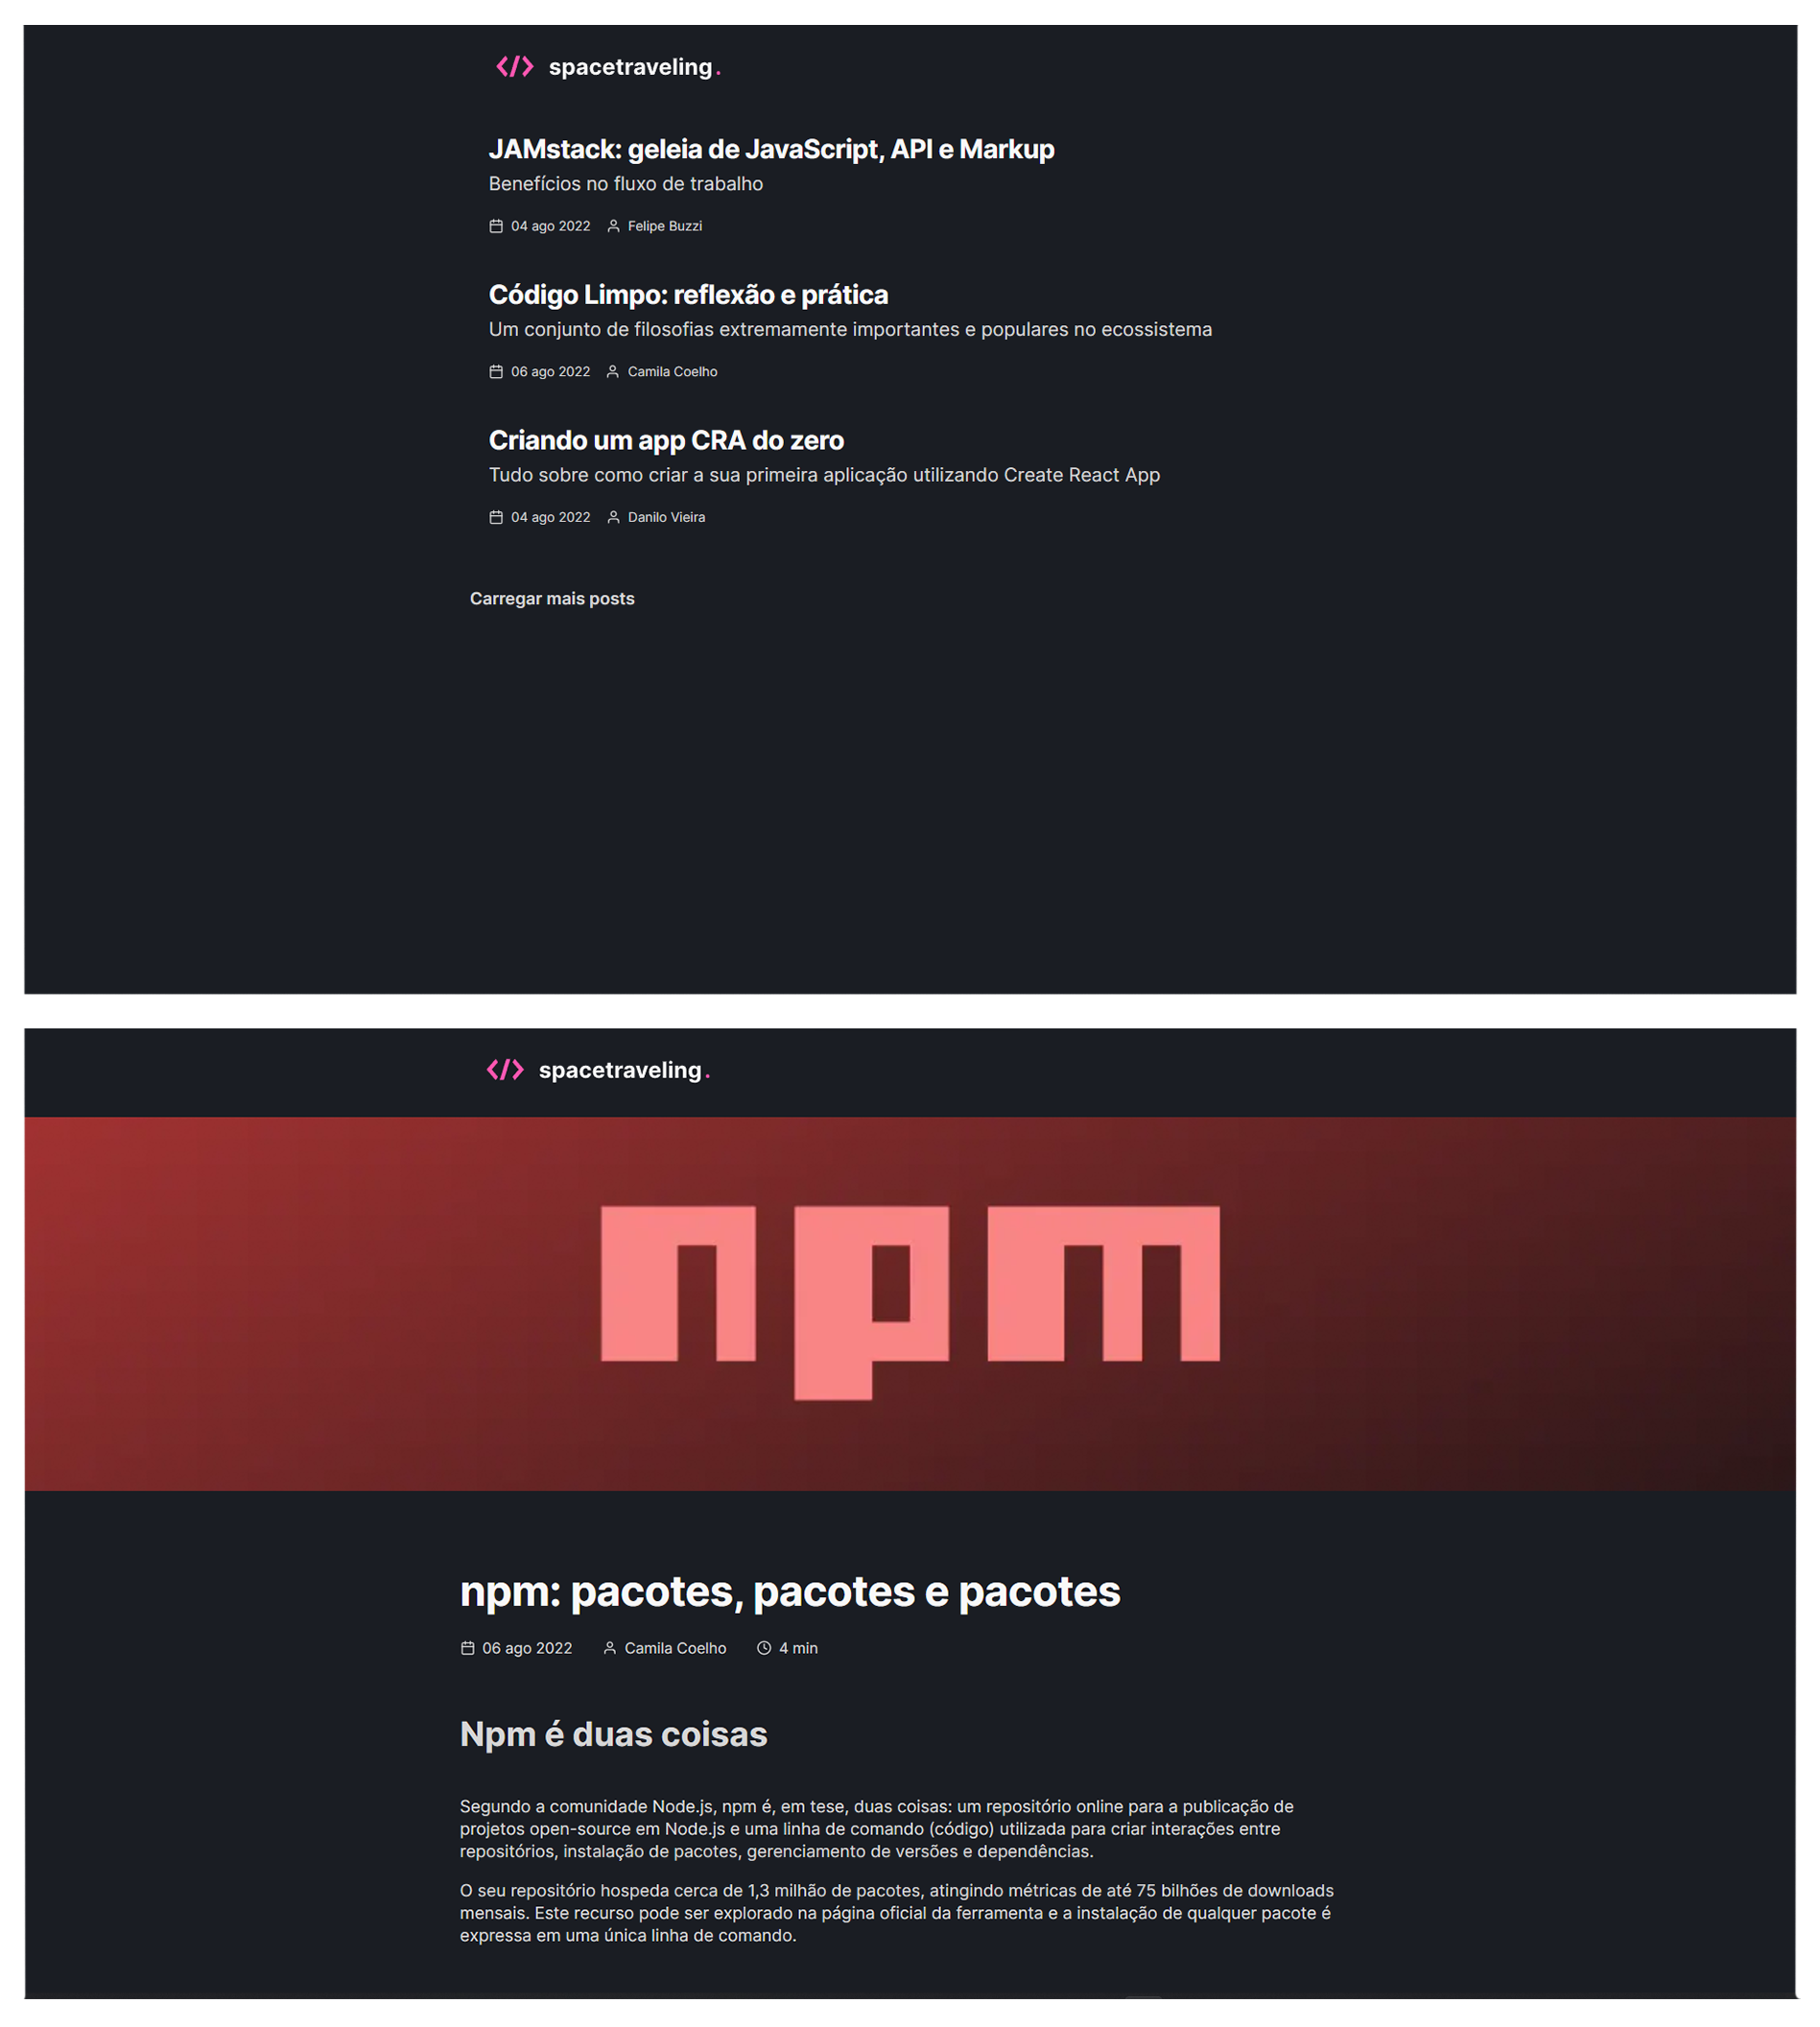 </> spacetraveling.
JAMstack: geleia de JavaScript, API e Markup
Benefícios no fluxo de trabalho
04 ago 2022 Felipe Buzzi
Código Limpo: reflexão e prática
Um conjunto de filosofias extremamente importantes e populares no ecossistema
06 ago 2022 Camila Coelho
Criando um app CRA do zero
Tudo sobre como criar a sua primeira aplicação utilizando Create React App
04 ago 2022 Danilo Vieira
Carregar mais posts
</> spacetraveling.
npm
npm: pacotes, pacotes e pacotes
06 ago 2022 Camila Coelho 4 min
Npm é duas coisas
Segundo a comunidade Node.js, npm é, em tese, duas coisas: um repositório online para a publicação de
projetos open-source em Node.js e uma linha de comando (código) utilizada para criar interações entre
repositórios, instalação de pacotes, gerenciamento de versões e dependências.
O seu repositório hospeda cerca de 1,3 milhão de pacotes, atingindo métricas de até 75 bilhões de downloads
mensais. Este recurso pode ser explorado na página oficial da ferramenta e a instalação de qualquer pacote é
expressa em uma única linha de comando.